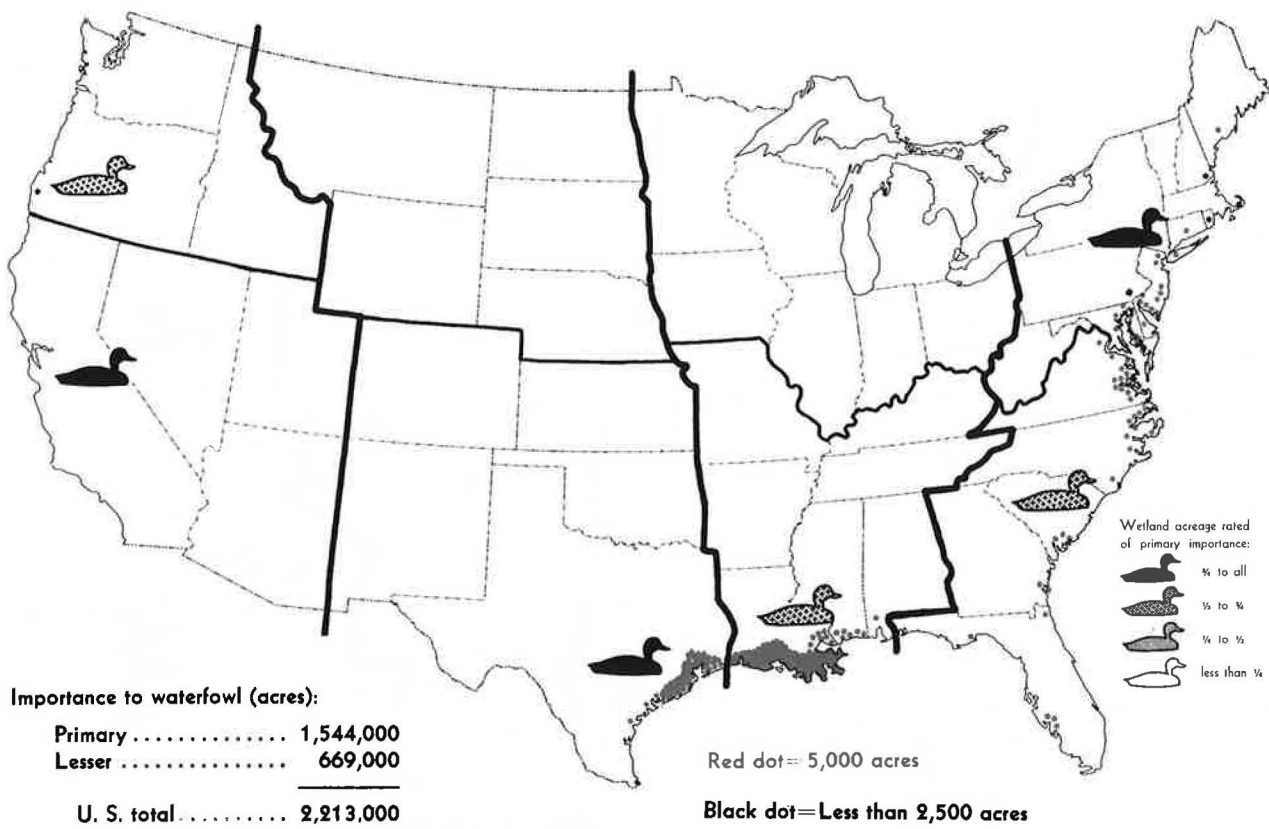 Wetland acreage rated
of primary importance:
¾ to all
½ to ¾
¼ to ½
less than ¼
Importance to waterfowl (acres):
Primary .............. 1,544,000
Lesser ............... 669,000
U. S. total .......... 2,213,000
Red dot=5,000 acres
Black dot=Less than 2,500 acres